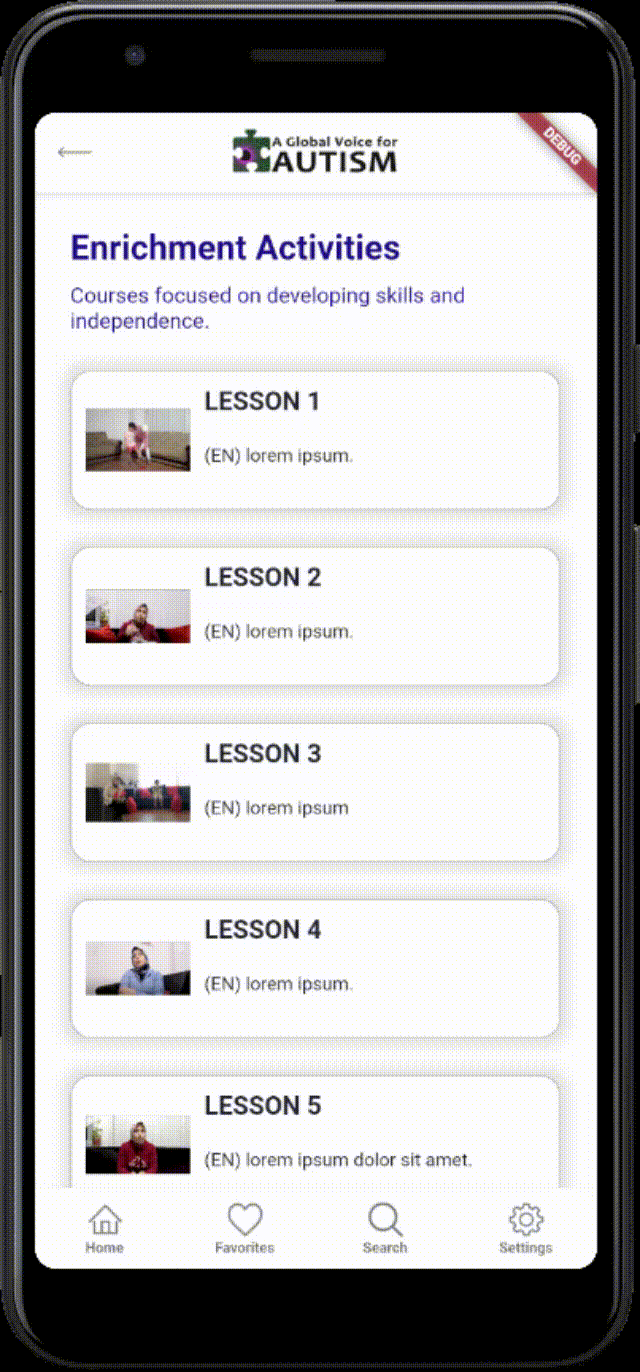 A Global Voice for
AUTISM
DEBUG
Enrichment Activities
Courses focused on developing skills and
independence.
LESSON 1
(EN) lorem ipsum.
LESSON 2
(EN) lorem ipsum.
LESSON 3
(EN) lorem ipsum
LESSON 4
(EN) lorem ipsum.
LESSON 5
(EN) lorem ipsum dolor sit amet.
Home Favorites Search Settings